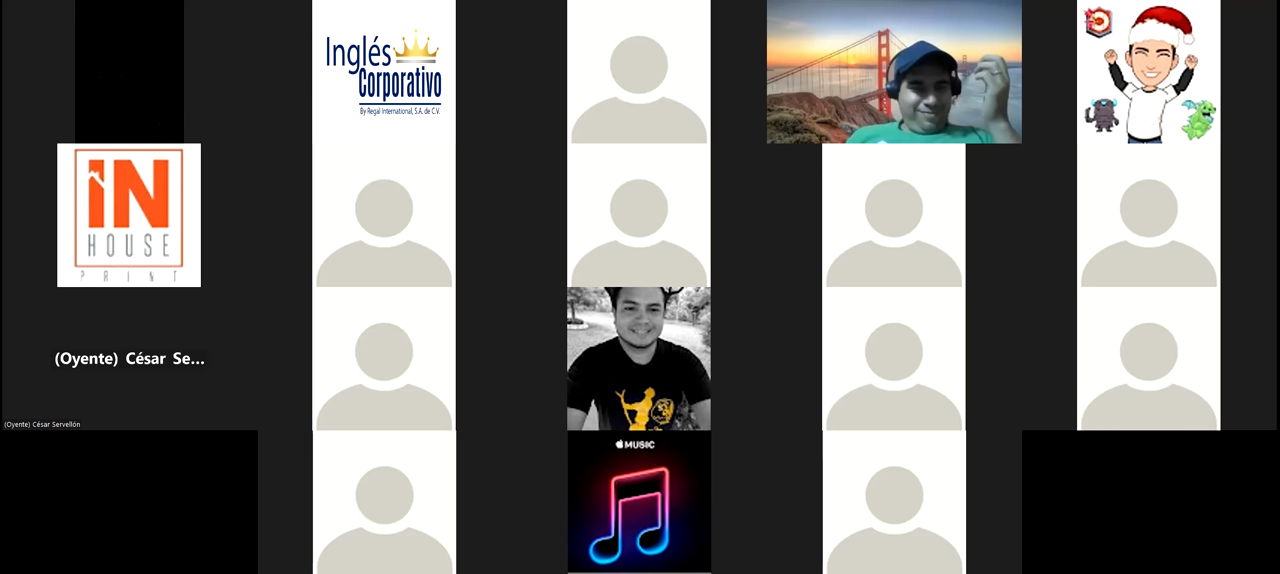 Inglés
Corporativo
By Regal International, S.A. de C.V.
iN
HOUSE
PRINT
(Oyente) César Se...
(Oyente) César Servellón
MUSIC